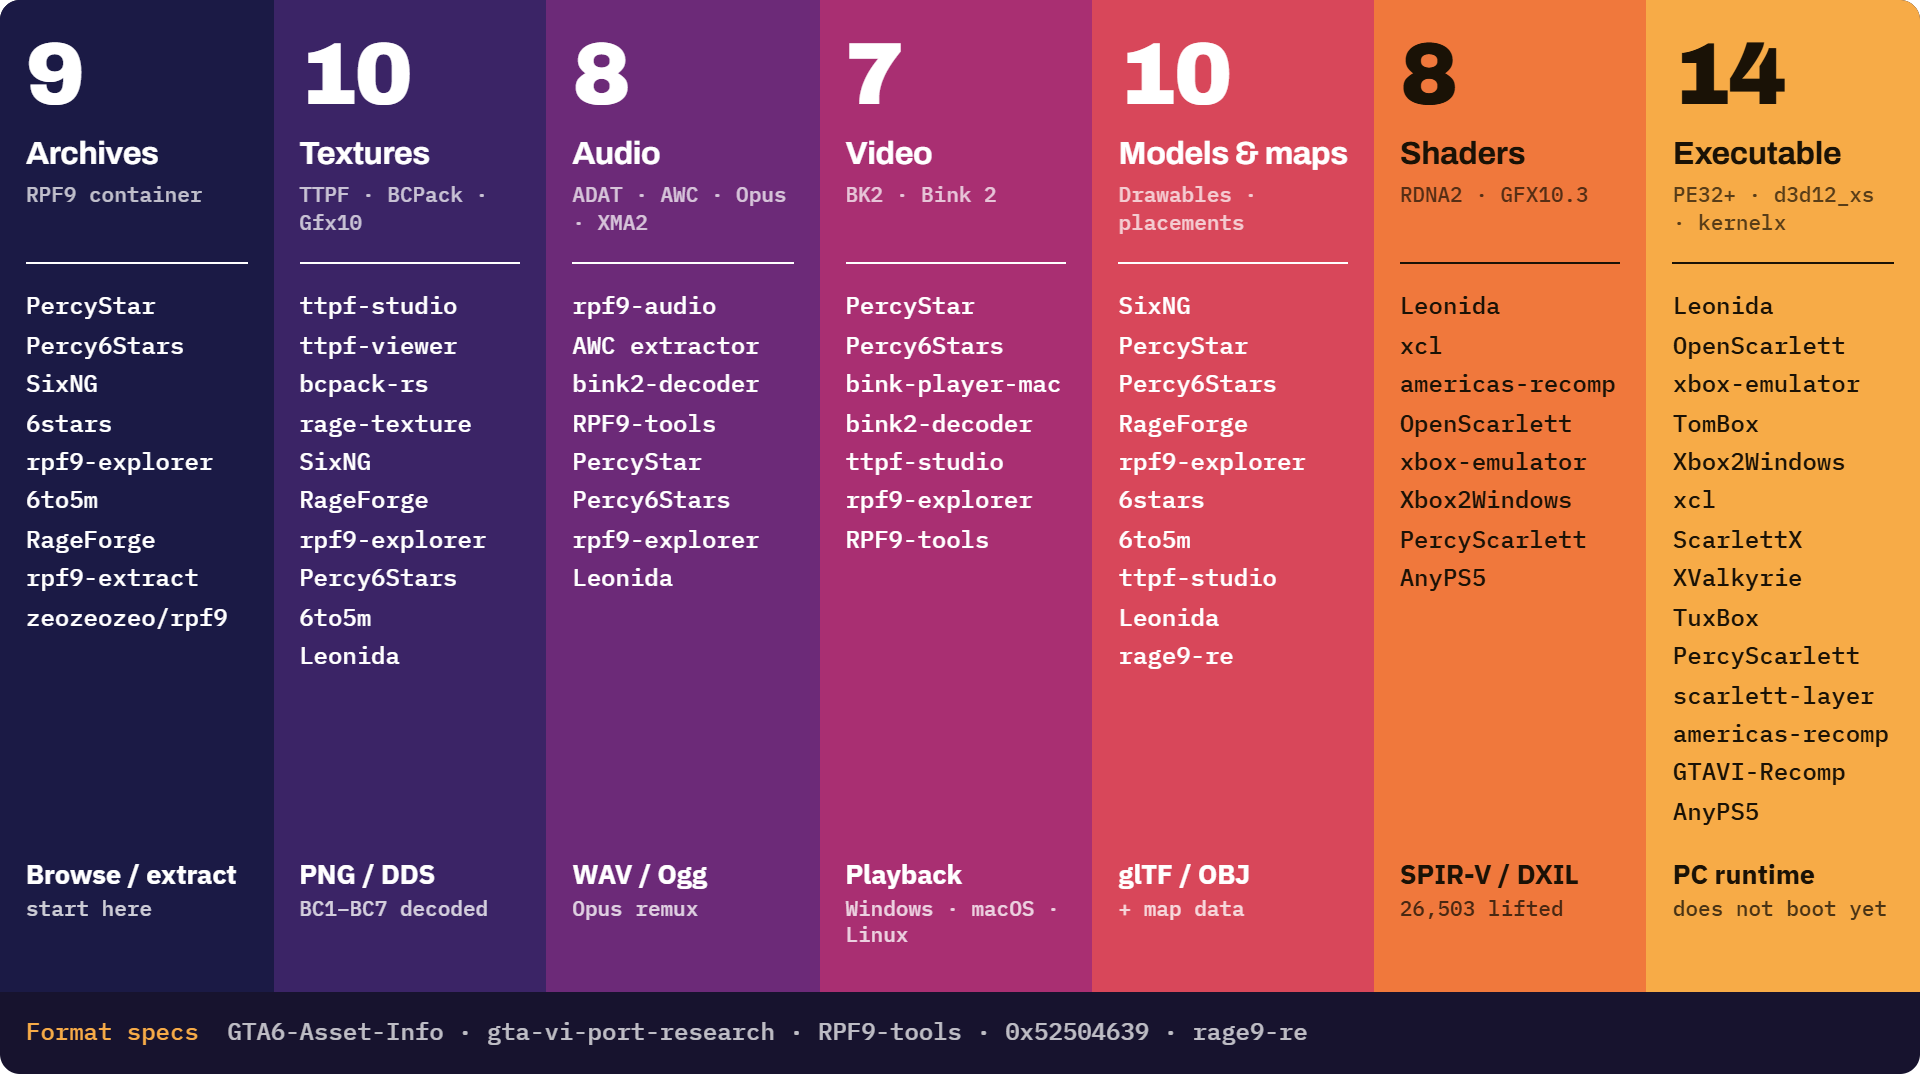 9
Archives
RPF9 container
PercyStar
Percy6Stars
SixNG
6stars
rpf9-explorer
6to5m
RageForge
rpf9-extract
zeozeozeo/rpf9
Browse / extract
start here
10
Textures
TTPF · BCPack ·
Gfx10
ttpf-studio
ttpf-viewer
bcpack-rs
rage-texture
SixNG
RageForge
rpf9-explorer
Percy6Stars
6to5m
Leonida
PNG / DDS
BC1–BC7 decoded
8
Audio
ADAT · AWC · Opus
· XMA2
rpf9-audio
AWC extractor
bink2-decoder
RPF9-tools
PercyStar
Percy6Stars
rpf9-explorer
Leonida
WAV / Ogg
Opus remux
7
Video
BK2 · Bink 2
PercyStar
Percy6Stars
bink-player-mac
bink2-decoder
ttpf-studio
rpf9-explorer
RPF9-tools
Playback
Windows · macOS ·
Linux
10
Models & maps
Drawables ·
placements
SixNG
PercyStar
Percy6Stars
RageForge
rpf9-explorer
6stars
6to5m
ttpf-studio
Leonida
rage9-re
glTF / OBJ
+ map data
8
Shaders
RDNA2 · GFX10.3
Leonida
xcl
americas-recomp
OpenScarlett
xbox-emulator
Xbox2Windows
PercyScarlett
AnyPS5
SPIR-V / DXIL
26,503 lifted
14
Executable
PE32+ · d3d12_xs
· kernelx
Leonida
OpenScarlett
xbox-emulator
TomBox
Xbox2Windows
xcl
ScarlettX
XValkyrie
TuxBox
PercyScarlett
scarlett-layer
americas-recomp
GTAVI-Recomp
AnyPS5
PC runtime
does not boot yet
Format specs GTA6-Asset-Info · gta-vi-port-research · RPF9-tools · 0x52504639 · rage9-re